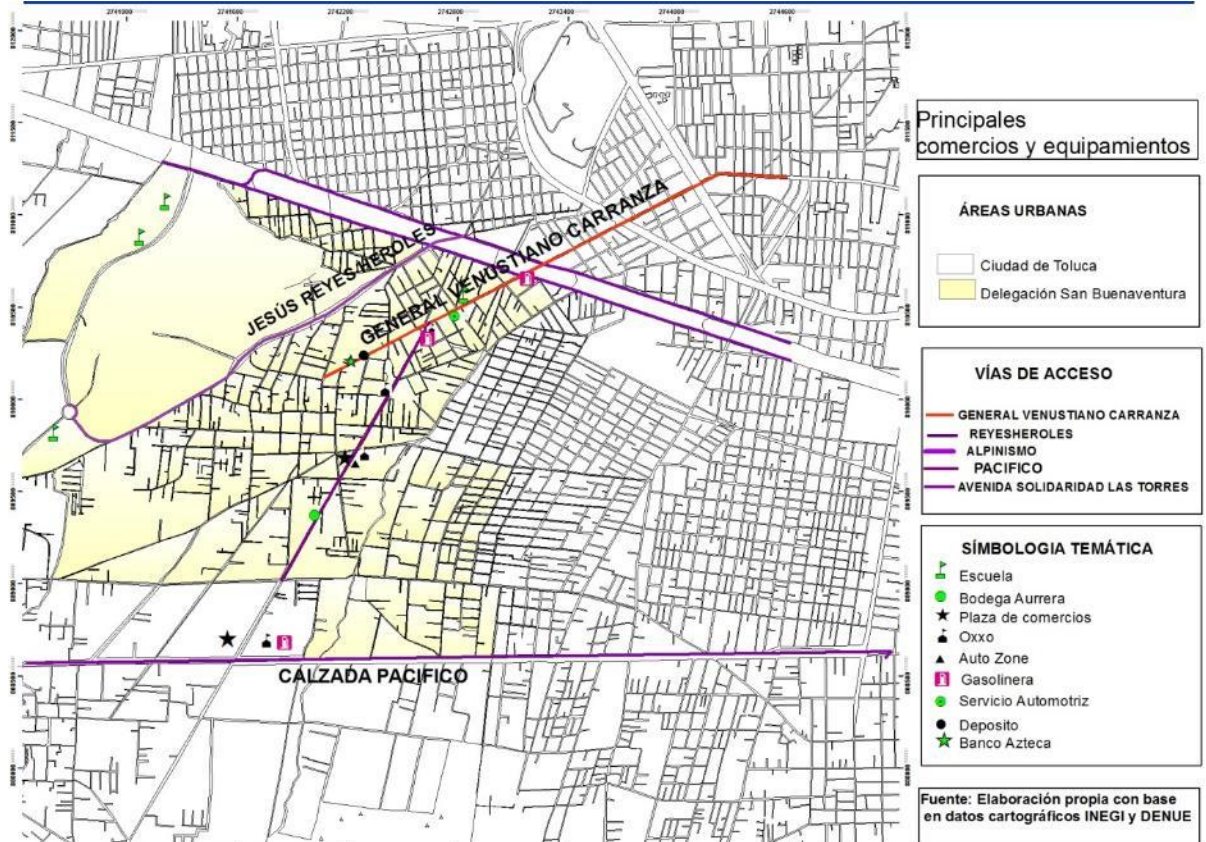 Principales
comercios y equipamientos
ÁREAS URBANAS
Ciudad de Toluca
Delegación San Buenaventura
VÍAS DE ACCESO
GENERAL VENUSTIANO CARRANZA
REYESHEROLES
ALPINISMO
PACIFICO
AVENIDA SOLIDARIDAD LAS TORRES
SÍMBOLOGIA TEMÁTICA
Escuela
Bodega Aurrera
Plaza de comercios
Oxxo
Auto Zone
Gasolinera
Servicio Automotriz
Deposito
Banco Azteca
Fuente: Elaboración propia con base
en datos cartográficos INEGI y DENUE
JESÚS REYES HEROLES
GENERAL VENUSTIANO CARRANZA
CALZADA PACIFICO